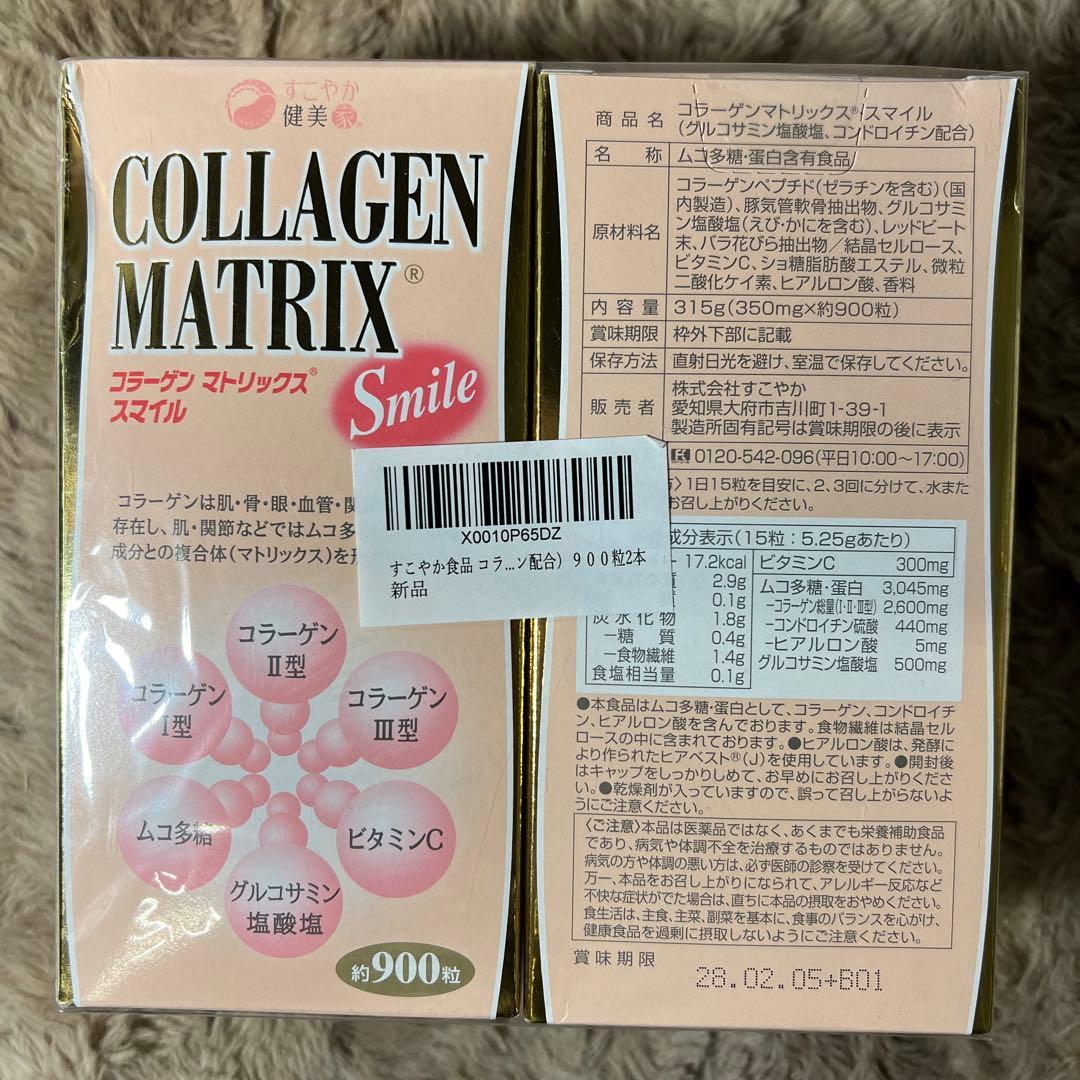 すこやか
健美家®
COLLAGEN
MATRIX®
コラーゲン マトリックス®
スマイル
Smile
コラーゲンは肌・骨・眼・血管・
存在し、肌・関節などではムコ多
成分との複合体(マトリックス)を
コラーゲン
II型
コラーゲン
I型
コラーゲン
III型
ムコ多糖
ビタミンC
グルコサミン
塩酸塩
約900粒
X0010P65DZ
すこやか食品 コラ...ン配合) 900粒2本
新品
商品名 コラーゲンマトリックス®スマイル
(グルコサミン塩酸塩、コンドロイチン配合)
名 称 ムコ多糖・蛋白含有食品
原材料名 コラーゲンペプチド(ゼラチンを含む)(国
内製造)、豚気管軟骨抽出物、グルコサミ
ン塩酸塩(えび・かにを含む)、レッドビート
末、バラ花びら抽出物/結晶セルロース、
ビタミンC、ショ糖脂肪酸エステル、微粒
二酸化ケイ素、ヒアルロン酸、香料
内容量 315g(350mg×約900粒)
賞味期限 枠外下部に記載
保存方法 直射日光を避け、室温で保存してください。
販売者 株式会社すこやか
愛知県大府市吉川町1-39-1
製造所固有記号は賞味期限の後に表示
0120-542-096(平日10:00〜17:00)
〉1日15粒を目安に、2、3回に分けて、水また
お召し上がりください。
成分表示(15粒:5.25gあたり)
17.2kcal
2.9g
0.1g
炭水化物 1.8g
−糖質 0.4g
−食物繊維 1.4g
食塩相当量 0.1g
ビタミンC 300mg
ムコ多糖・蛋白 3,045mg
−コラーゲン総量(I・II・III型) 2,600mg
−コンドロイチン硫酸 440mg
−ヒアルロン酸 5mg
グルコサミン塩酸塩 500mg
●本食品はムコ多糖・蛋白として、コラーゲン、コンドロイチ
ン、ヒアルロン酸を含んでおります。食物繊維は結晶セル
ロースの中に含まれております。●ヒアルロン酸は、発酵に
より作られたヒアベスト®(J)を使用しています。●開封後
はキャップをしっかりしめて、お早めにお召し上がりくださ
い。●乾燥剤が入っていますので、誤って召し上がらないよ
うにご注意ください。
〈ご注意〉本品は医薬品ではなく、あくまでも栄養補助食品
であり、病気や体調不全を治療するものではありません。
病気の方や体調の悪い方は、必ず医師の診察を受けてください。
万一、本品をお召し上がりになられて、アレルギー反応など
不快な症状がでた場合は、直ちに本品の摂取をおやめください。
食生活は、主食、主菜、副菜を基本に、食事のバランスを心がけ、
健康食品を過剰に摂取しないようにご注意ください。
賞味期限
28.02.05+B01